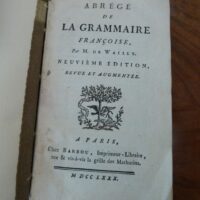 ABRÉGÉ
DE
LA GRAMMAIRE
FRANÇOISE,
PAR M. DE WAILLY.
NEUVIÈME ÉDITION,
REVUE ET AUGMENTÉE.
A PARIS,
Chez BARBOU, Imprimeur-Libraire,
rue & vis-à-vis la grille des Mathurins.
M DCC LXXX.